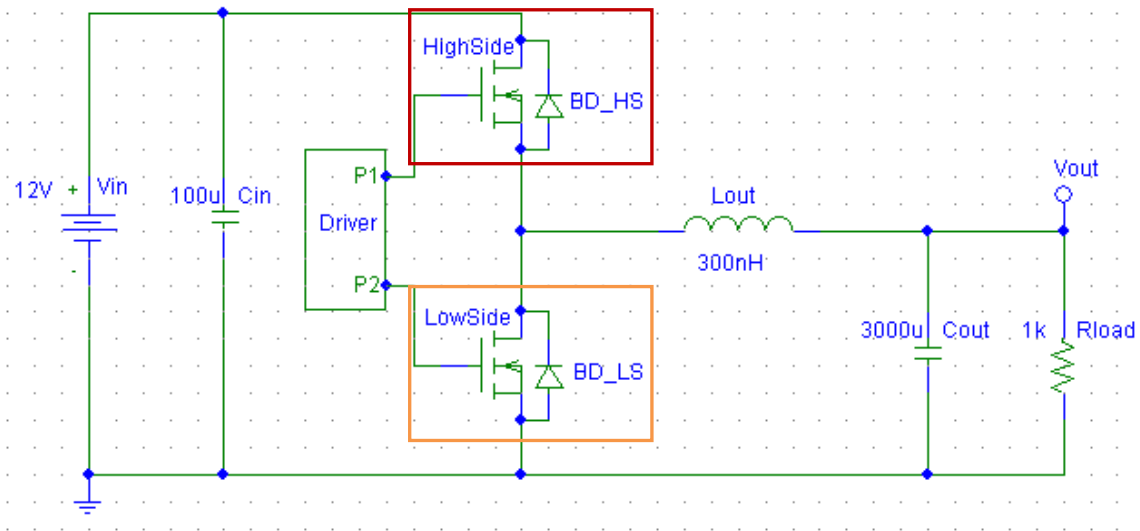 HighSide
BD_HS
12V + Vin
100u Cin
P1
Driver
P2
-
Lout
300nH
Vout
LowSide
BD_LS
3000u Cout
1k Rload